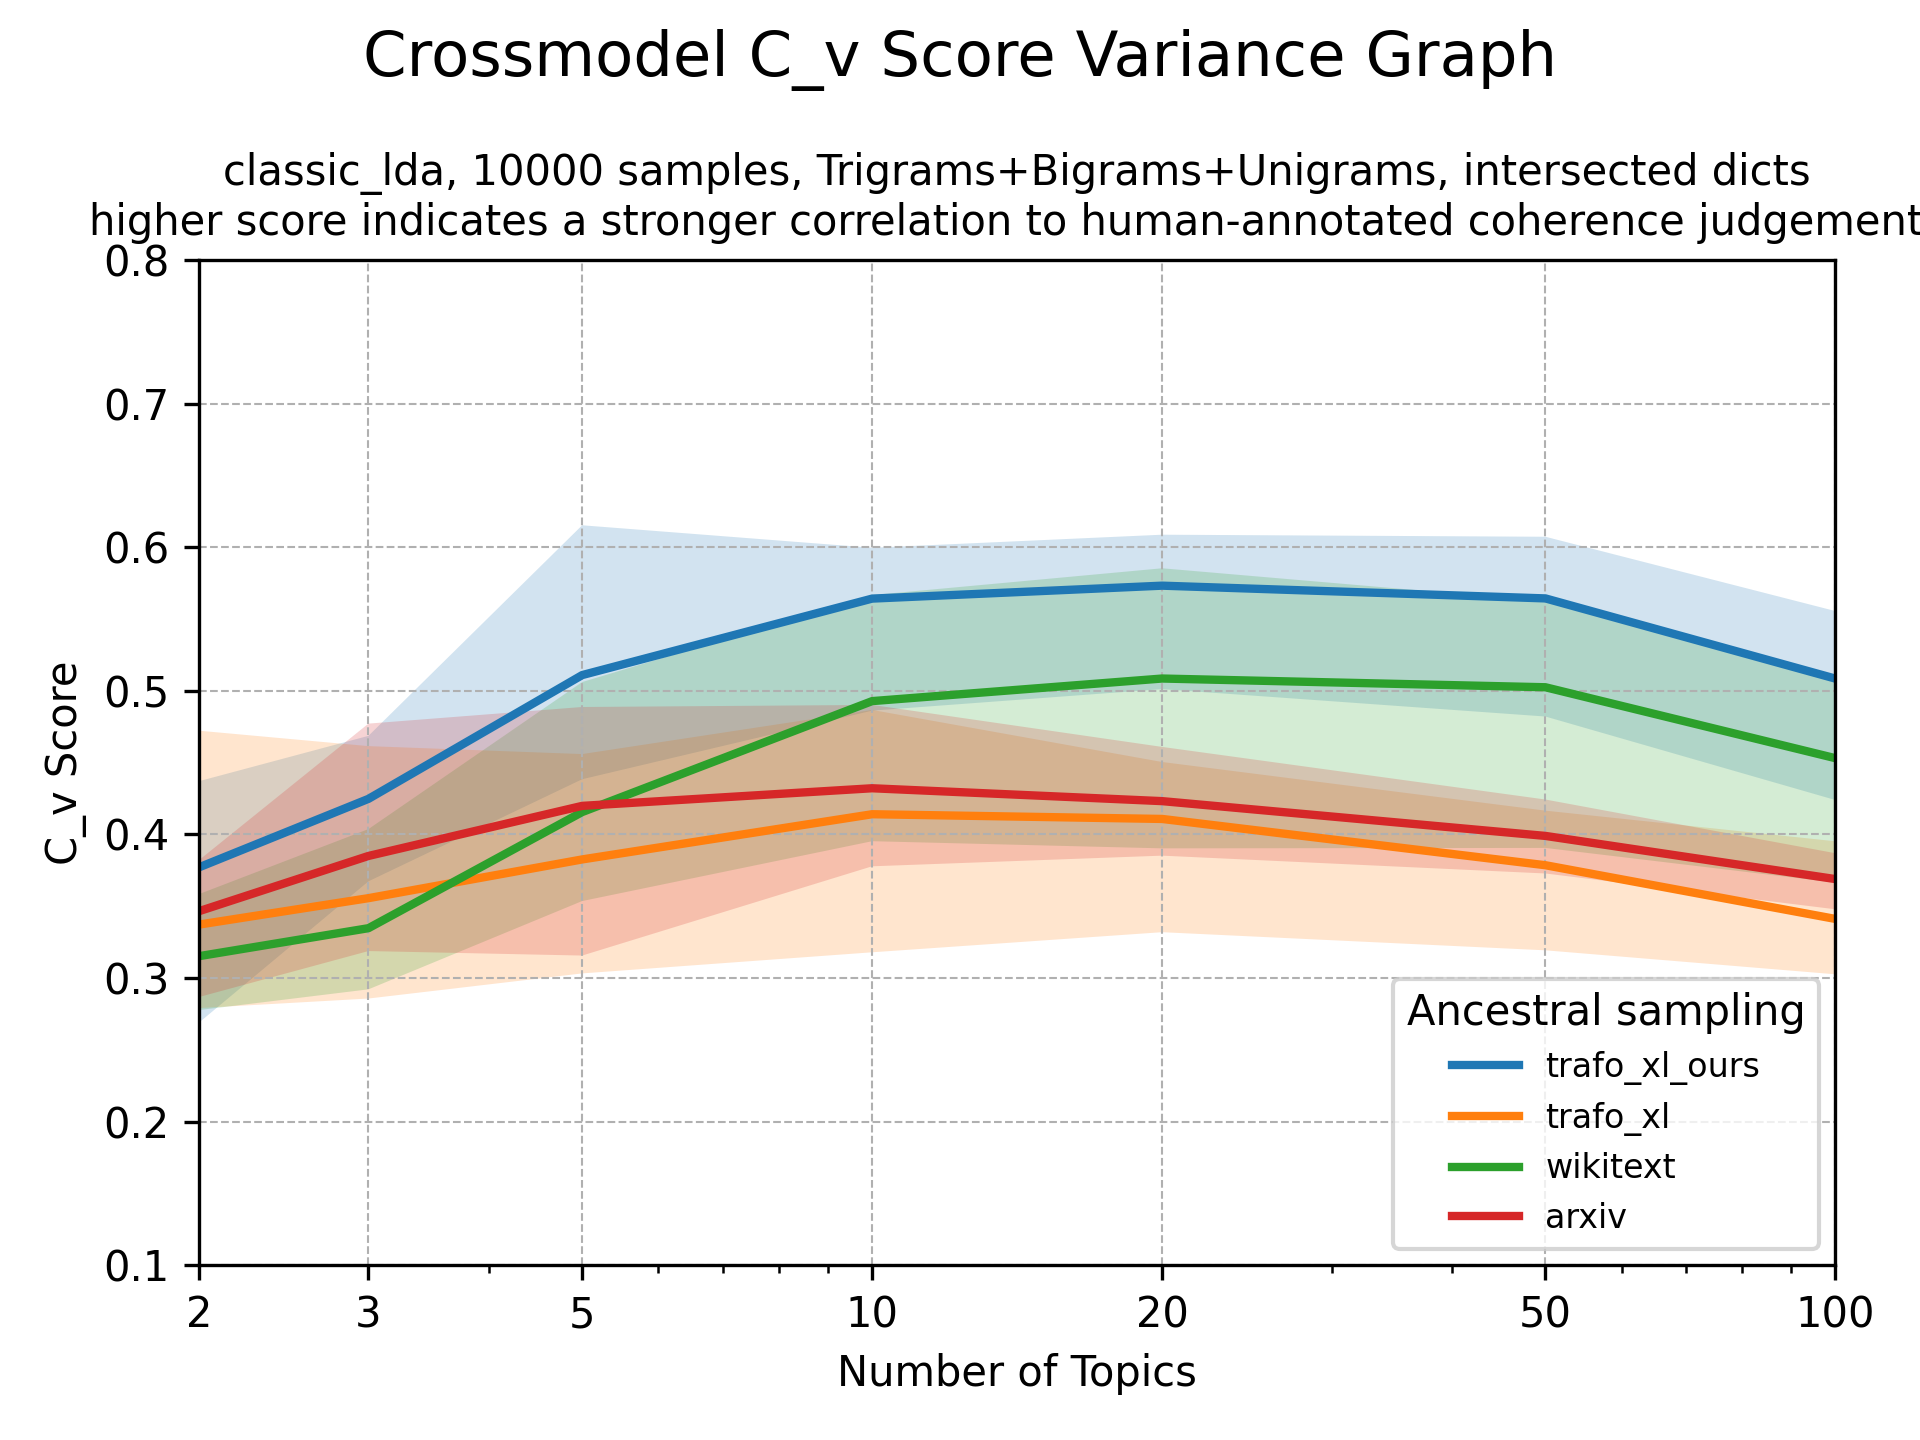 Crossmodel C_v Score Variance Graph
classic_lda, 10000 samples, Trigrams+Bigrams+Unigrams, intersected dicts
higher score indicates a stronger correlation to human-annotated coherence judgement
0.8
0.7
0.6
0.5
0.4
0.3
0.2
0.1
C_v Score
2 3 5 10 20 50 100
Number of Topics
Ancestral sampling
trafo_xl_ours
trafo_xl
wikitext
arxiv